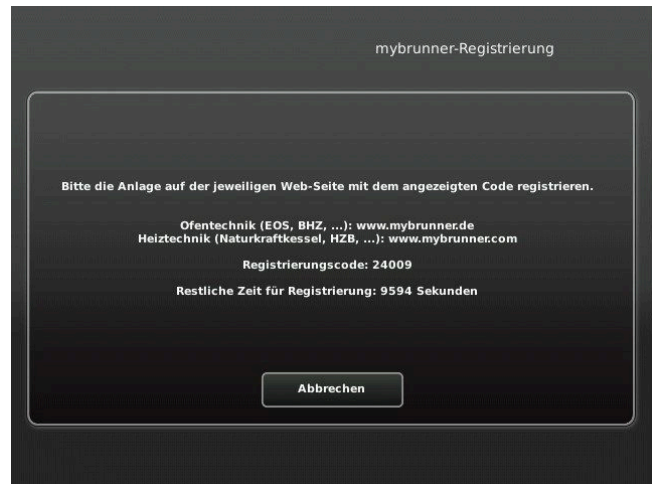 mybrunner-Registrierung
Bitte die Anlage auf der jeweiligen Web-Seite mit dem angezeigten Code registrieren.
Ofentechnik (EOS, BHZ, ...): www.mybrunner.de
Heiztechnik (Naturkraftkessel, HZB, ...): www.mybrunner.com
Registrierungscode: 24009
Restliche Zeit für Registrierung: 9594 Sekunden
Abbrechen